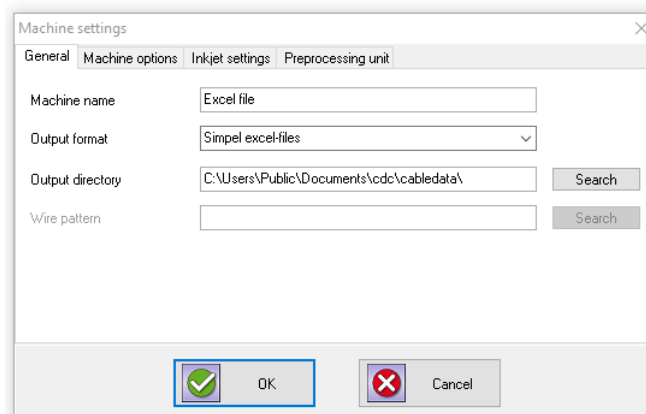 Machine settings
General Machine options Inkjet settings Preprocessing unit
Machine name Excel file
Output format Simpel excel-files
Output directory C:\Users\Public\Documents\cdc\cabledata\ Search
Wire pattern Search
OK Cancel